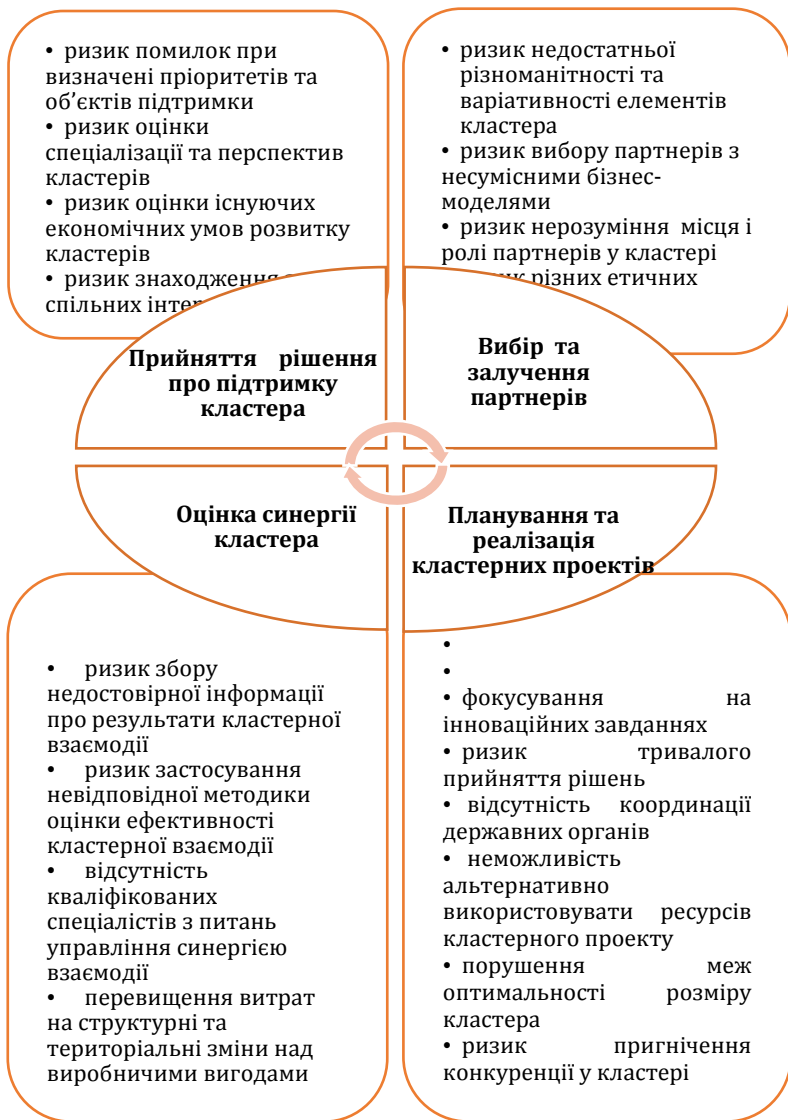 • ризик помилок при
визначені пріоритетів та
об’єктів підтримки
• ризик оцінки
спеціалізації та перспектив
кластерів
• ризик оцінки існуючих
економічних умов розвитку
кластерів
• ризик знаходження
спільних
• ризик недостатньої
різноманітності та
варіативності елементів
кластера
• ризик вибору партнерів з
несумісними бізнес-
моделями
• ризик нерозуміння місця і
ролі партнерів у кластері
різних етичних
Прийняття рішення
про підтримку
кластера
Вибір та
залучення
партнерів
Оцінка синергії
кластера
Планування та
реалізація
кластерних проектів
• ризик збору
недостовірної інформації
про результати кластерної
взаємодії
• ризик застосування
невідповідної методики
оцінки ефективності
кластерної взаємодії
• відсутність
кваліфікованих
спеціалістів з питань
управління синергією
взаємодії
• перевищення витрат
на структурні та
територіальні зміни над
виробничими вигодами
•
•
• фокусування на
інноваційних завданнях
• ризик тривалого
прийняття рішень
• відсутність координації
державних органів
• неможливість
альтернативно
використовувати ресурсів
кластерного проекту
• порушення меж
оптимальності розміру
кластера
• ризик пригнічення
конкуренції у кластері